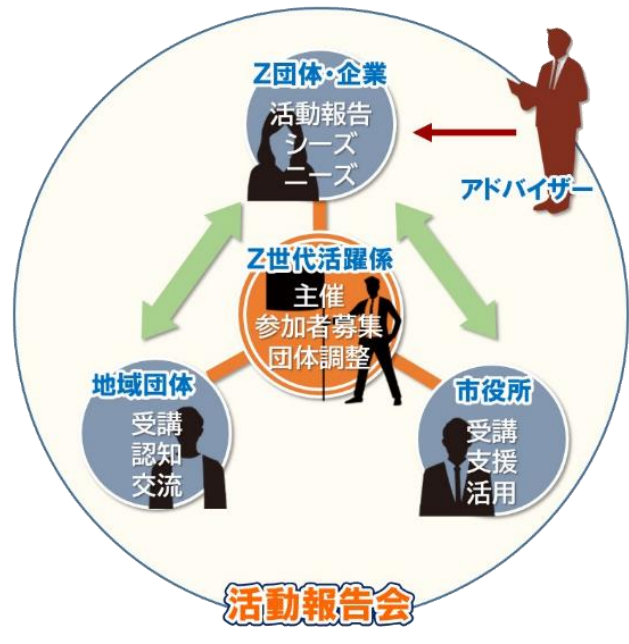 Z団体・企業
活動報告
シーズ
ニーズ
アドバイザー
Z世代活躍係
主催
参加者募集
団体調整
地域団体
受講
認知
交流
市役所
受講
支援
活用
活動報告会